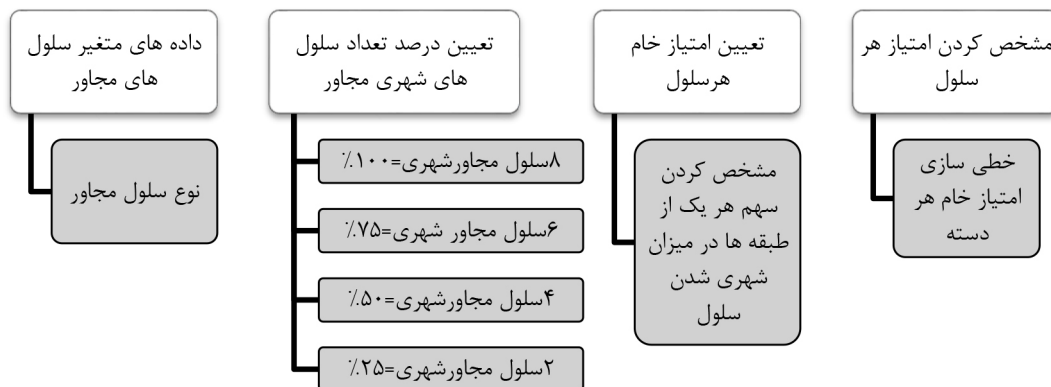 مشخص کردن امتیاز هر
سلول
خطی سازی
امتیاز خام هر
دسته
تعیین امتیاز خام
هرسلول
مشخص کردن
سهم هر یک از
طبقه ها در میزان
شهری شدن
سلول
تعیین درصد تعداد سلول
های شهری مجاور
۸سلول مجاورشهری=۱۰۰٪
۶سلول مجاور شهری=۷۵٪
۴سلول مجاورشهری=۵۰٪
۲سلول مجاورشهری=۲۵٪
داده های متغیر سلول
های مجاور
نوع سلول مجاور